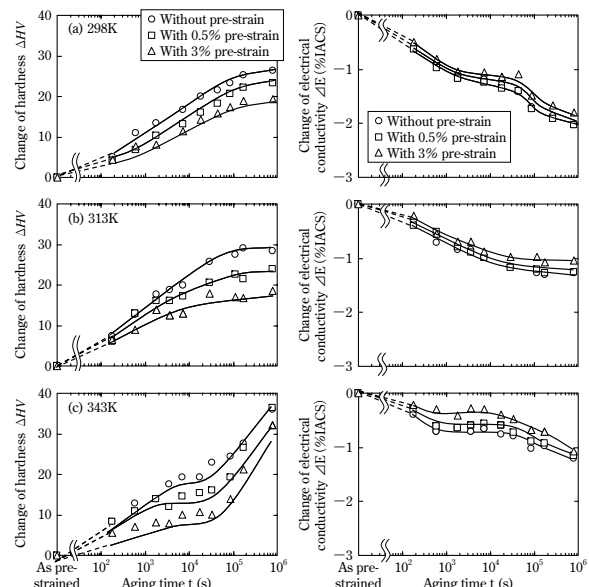 (a) 298K
Without pre-strain
With 0.5% pre-strain
With 3% pre-strain
Change of hardness ΔHV
40
30
20
10
0
Change of electrical
conductivity ΔE (%IACS)
0
−1
−2
−3
Without pre-strain
With 0.5% pre-strain
With 3% pre-strain
(b) 313K
Change of hardness ΔHV
40
30
20
10
0
Change of electrical
conductivity ΔE (%IACS)
0
−1
−2
−3
(c) 343K
Change of hardness ΔHV
40
30
20
10
0
As pre-
strained
10² 10³ 10⁴ 10⁵ 10⁶
Aging time t (s)
Change of electrical
conductivity ΔE (%IACS)
0
−1
−2
−3
As pre-
strained
10² 10³ 10⁴ 10⁵ 10⁶
Aging time t (s)